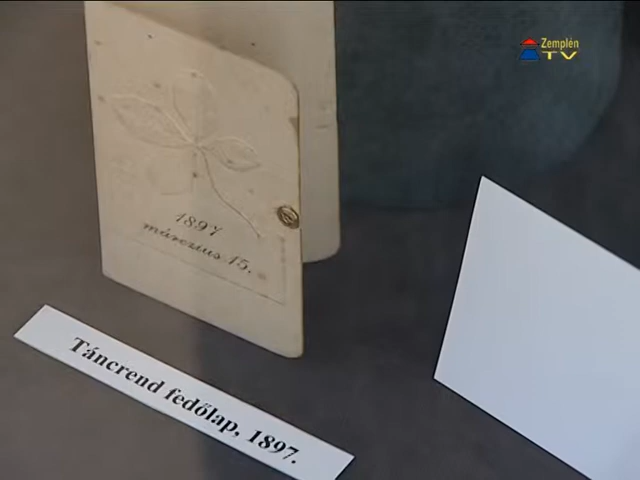 Zemplén
TV
1897
március 15.
Táncrend fedőlap, 1897.